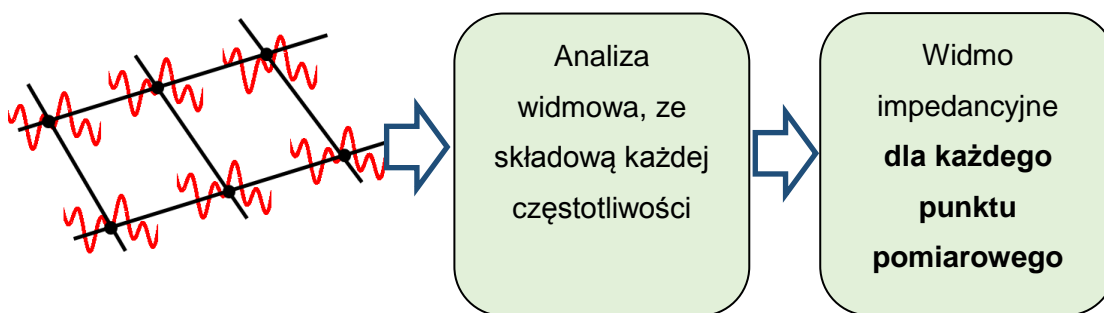 Analiza
widmowa, ze
składową każdej
częstotliwości
Widmo
impedancyjne
dla każdego
punktu
pomiarowego